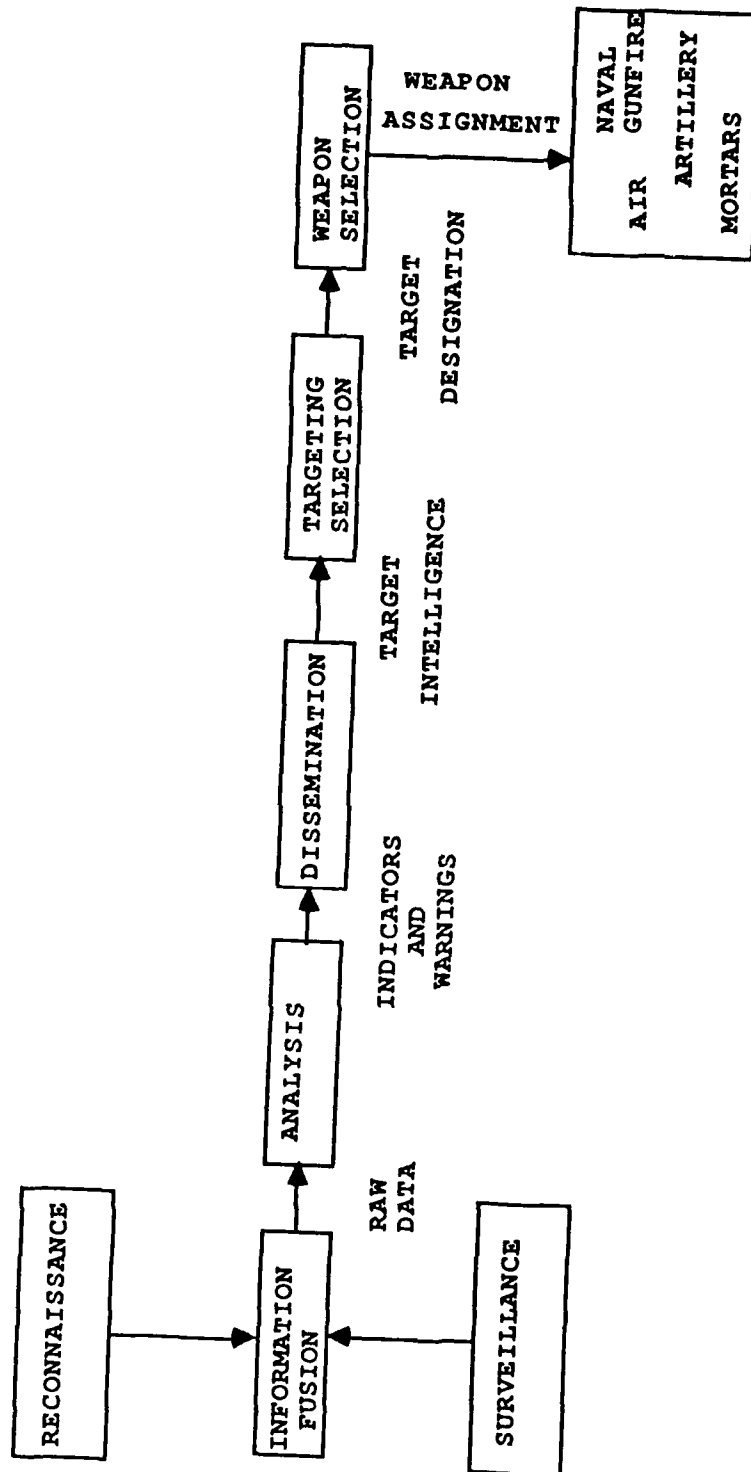 RECONNAISSANCE
INFORMATION
FUSION
SURVEILLANCE
RAW
DATA
ANALYSIS
INDICATORS
AND
WARNINGS
DISSEMINATION
TARGET
INTELLIGENCE
TARGETING
SELECTION
TARGET
DESIGNATION
WEAPON
SELECTION
WEAPON
ASSIGNMENT
NAVAL
AIR GUNFIRE
ARTILLERY
MORTARS